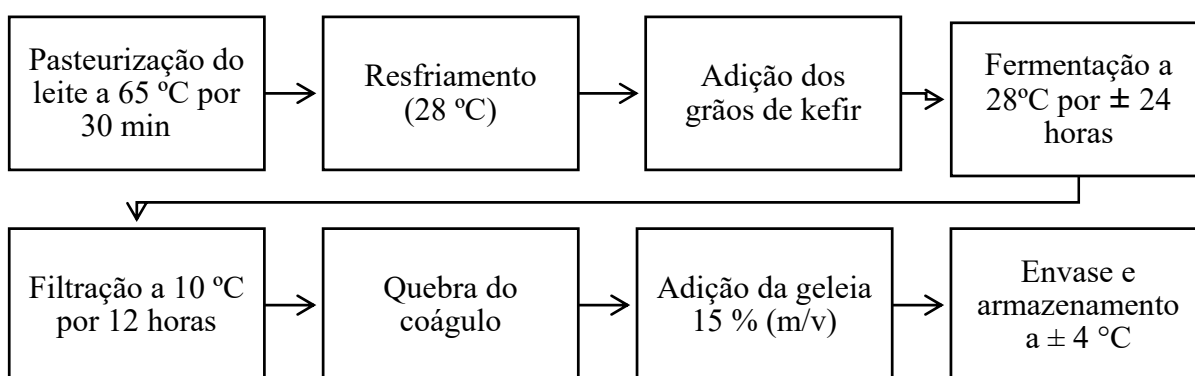 Pasteurização do
leite a 65 ºC por
30 min
Resfriamento
(28 ºC)
Adição dos
grãos de kefir
Fermentação a
28ºC por ± 24
horas
Filtração a 10 ºC
por 12 horas
Quebra do
coágulo
Adição da geleia
15 % (m/v)
Envase e
armazenamento
a ± 4 °C